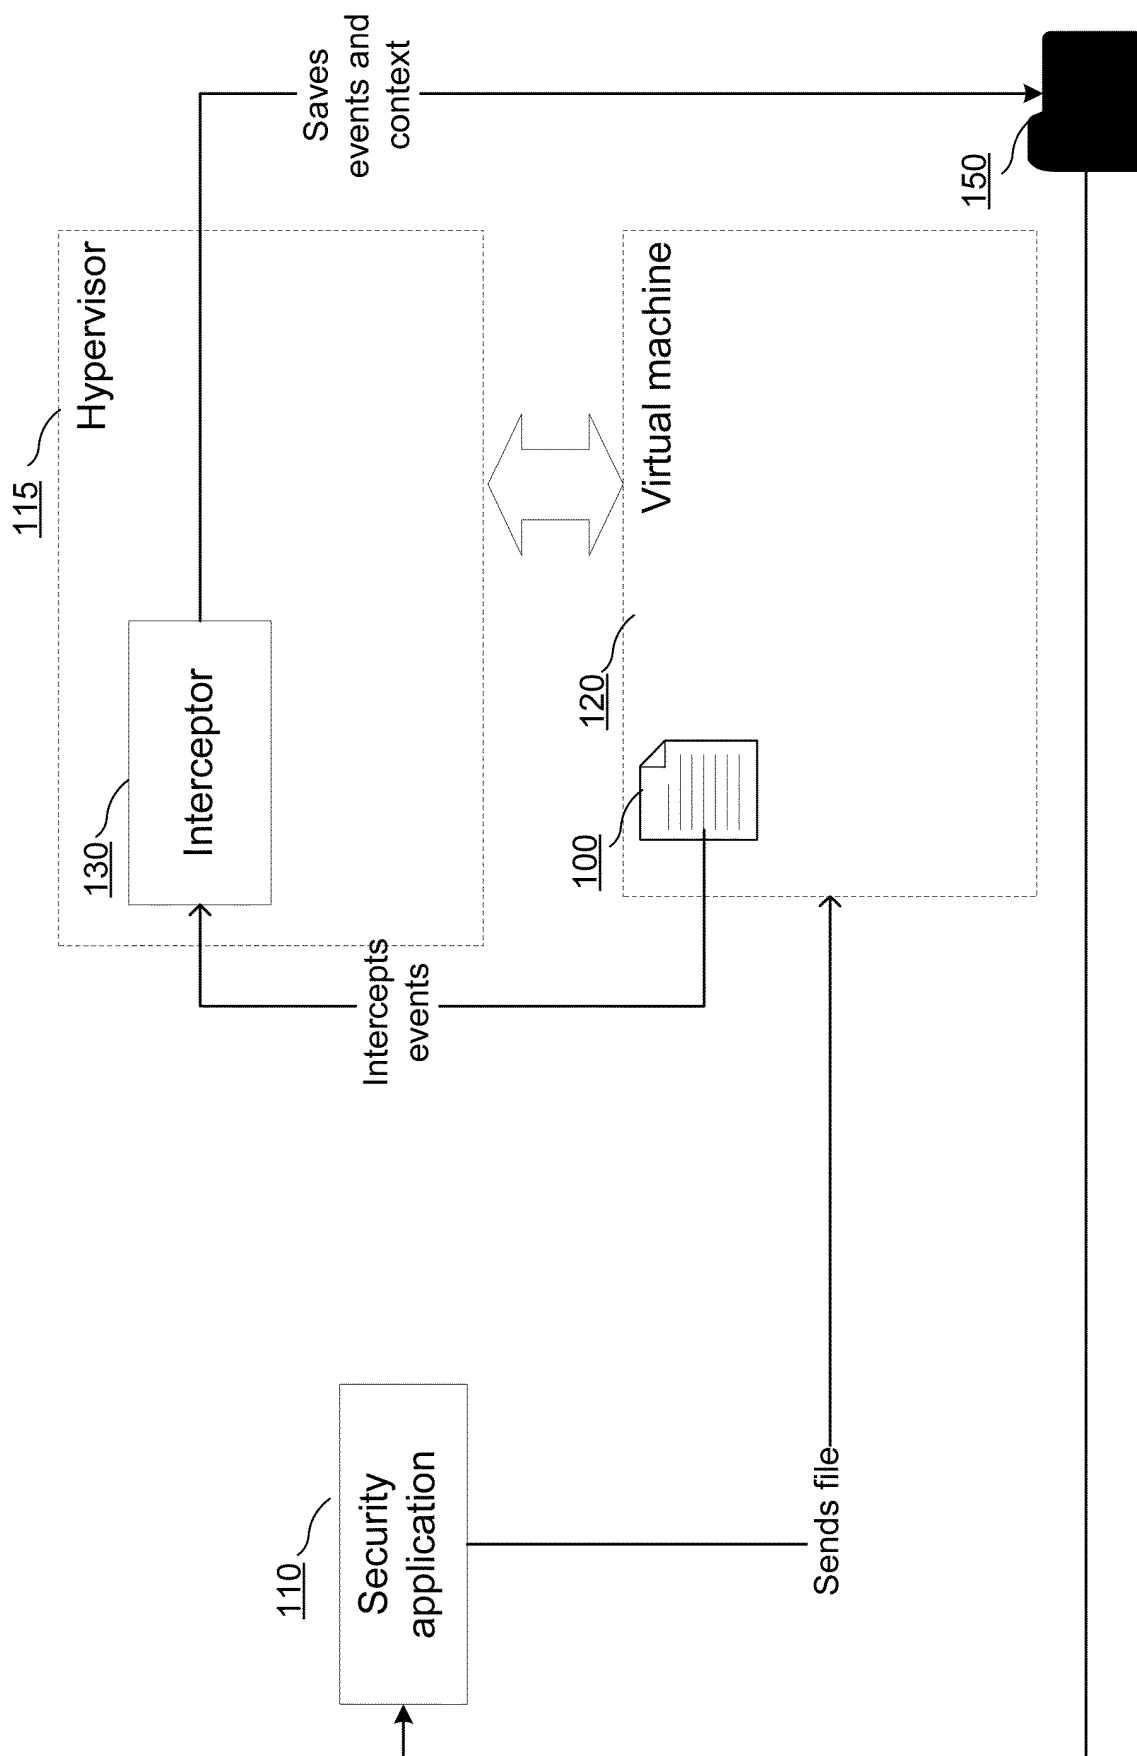 110
Security
application
Sends file
Intercepts
events
130
Interceptor
115
Hypervisor
100
120
Virtual machine
Saves
events and
context
150